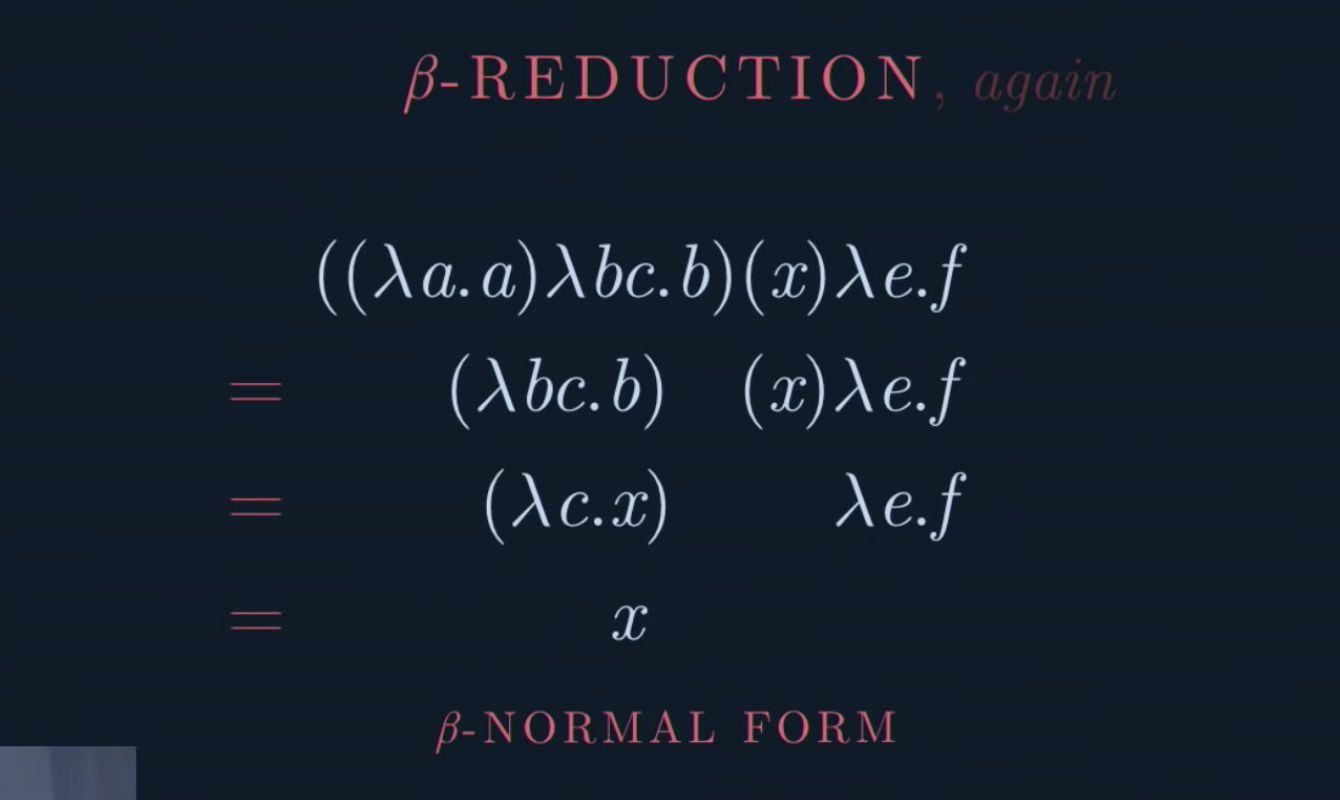 β-REDUCTION, again
((λa.a)λbc.b)(x)λe.f
= (λbc.b) (x)λe.f
= (λc.x) λe.f
= x
β-NORMAL FORM